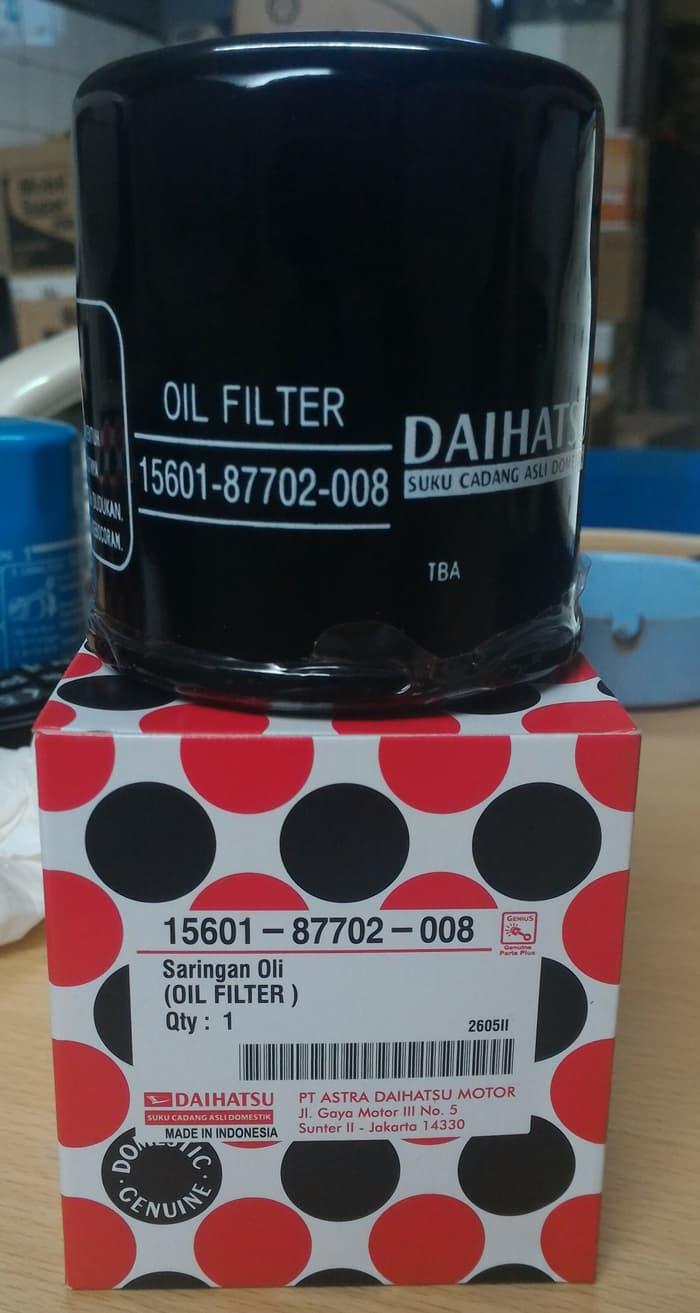 OIL FILTER
15601-87702-008
DAIHATS
SUKU CADANG ASLI
DUDUKAN.
TBA
15601-87702-008
GENIUS
Genuine
Parts Plus
Saringan Oli
(OIL FILTER )
Qty : 1
2605II
DAIHATSU
SUKU CADANG ASLI DOMESTIK
MADE IN INDONESIA
PT ASTRA DAIHATSU MOTOR
Jl. Gaya Motor III No. 5
Sunter II - Jakarta 14330
DOMESTIC
GENUINE